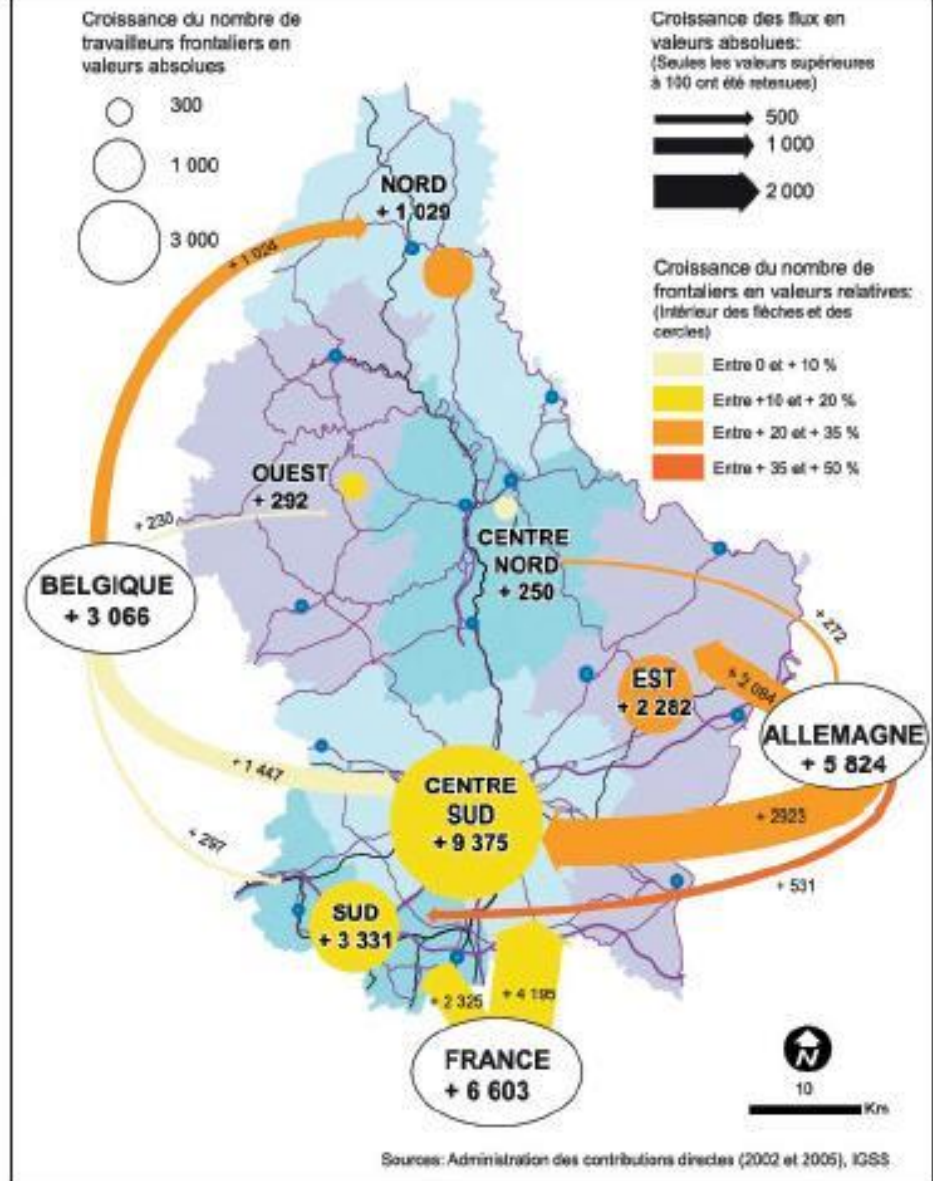 Croissance du nombre de
travailleurs frontaliers en
valeurs absolues
300
1 000
3 000
Croissance des flux en
valeurs absolues:
(Seules les valeurs supérieures
à 100 ont été retenues)
500
1 000
2 000
Croissance du nombre de
frontaliers en valeurs relatives:
(Intérieur des flèches et des
cercles)
Entre 0 et + 10 %
Entre +10 et + 20 %
Entre + 20 et + 35 %
Entre + 35 et + 50 %
NORD
+ 1 029
+ 1 024
OUEST
+ 292
+ 230
CENTRE
NORD
+ 250
BELGIQUE
+ 3 066
+ 272
EST
+ 2 282
+ 2 084
ALLEMAGNE
+ 5 824
+ 1 447
CENTRE
SUD
+ 9 375
+ 2923
+ 297
+ 531
SUD
+ 3 331
+ 2 325
+ 4 195
FRANCE
+ 6 603
N
10
Km
Sources: Administration des contributions directes (2002 et 2005), IGSS